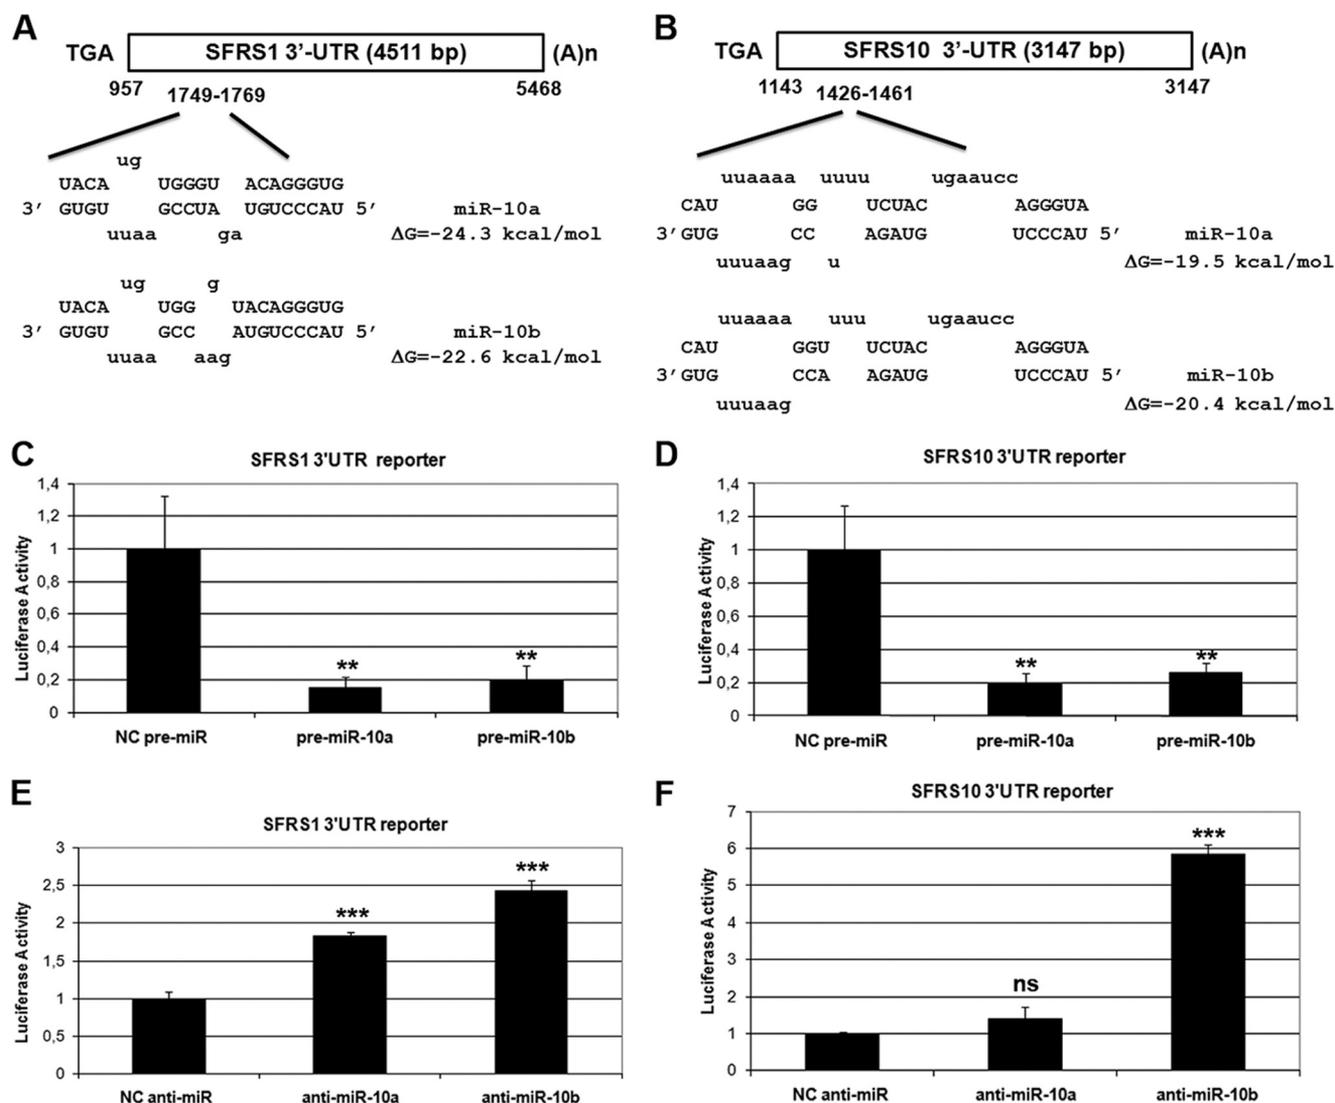 A
TGA SFRS1 3’-UTR (4511 bp) (A)n
957 1749-1769 5468
ug
UACA UGGGU ACAGGGUG
3’ GUGU GCCUA UGUCCCAU 5’ miR-10a
uuaa ga ΔG=-24.3 kcal/mol
ug g
UACA UGG UACAGGGUG
3’ GUGU GCC AUGUCCCAU 5’ miR-10b
uuaa aag ΔG=-22.6 kcal/mol
B
TGA SFRS10 3’-UTR (3147 bp) (A)n
1143 1426-1461 3147
uuaaaa uuuu ugaaucc
CAU GG UCUAC AGGGUA
3’GUG CC AGAUG UCCCAU 5’ miR-10a
uuuaag u ΔG=-19.5 kcal/mol
uuaaaa uuu ugaaucc
CAU GGU UCUAC AGGGUA
3’GUG CCA AGAUG UCCCAU 5’ miR-10b
uuuaag ΔG=-20.4 kcal/mol
C
SFRS1 3'UTR reporter
Luciferase Activity
1,4
1,2
1
0,8
0,6
0,4
0,2
0
** **
NC pre-miR pre-miR-10a pre-miR-10b
D
SFRS10 3'UTR reporter
Luciferase Activity
1,4
1,2
1
0,8
0,6
0,4
0,2
0
** **
NC pre-miR pre-miR-10a pre-miR-10b
E
SFRS1 3'UTR reporter
Luciferase Activity
3
2,5
2
1,5
1
0,5
0
*** ***
NC anti-miR anti-miR-10a anti-miR-10b
F
SFRS10 3'UTR reporter
Luciferase Activity
7
6
5
4
3
2
1
0
ns ***
NC anti-miR anti-miR-10a anti-miR-10b